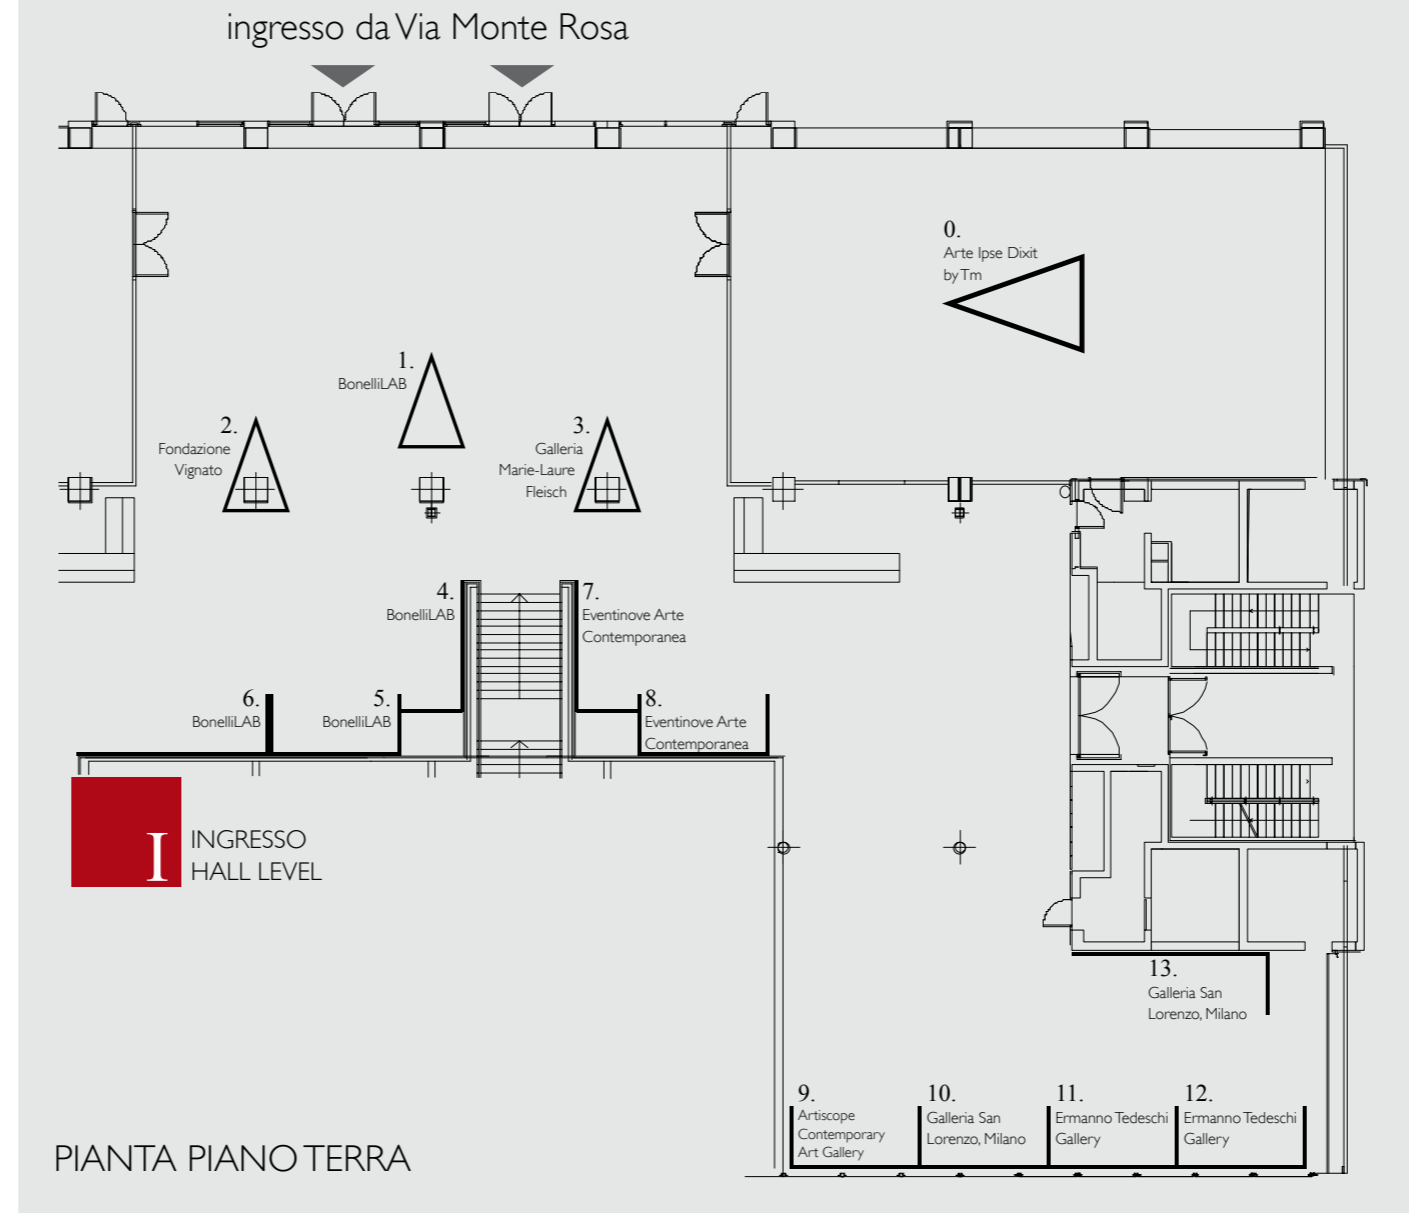 ingresso da Via Monte Rosa
0.
Arte Ipse Dixit
by Tm
1.
BonelliLAB
2.
Fondazione
Vignato
3.
Galleria
Marie-Laure
Fleisch
4.
BonelliLAB
7.
Eventinove Arte
Contemporanea
6.
BonelliLAB
5.
BonelliLAB
8.
Eventinove Arte
Contemporanea
I
INGRESSO
HALL LEVEL
13.
Galleria San
Lorenzo, Milano
9.
Artiscope
Contemporary
Art Gallery
10.
Galleria San
Lorenzo, Milano
11.
Ermanno Tedeschi
Gallery
12.
Ermanno Tedeschi
Gallery
PIANTA PIANO TERRA